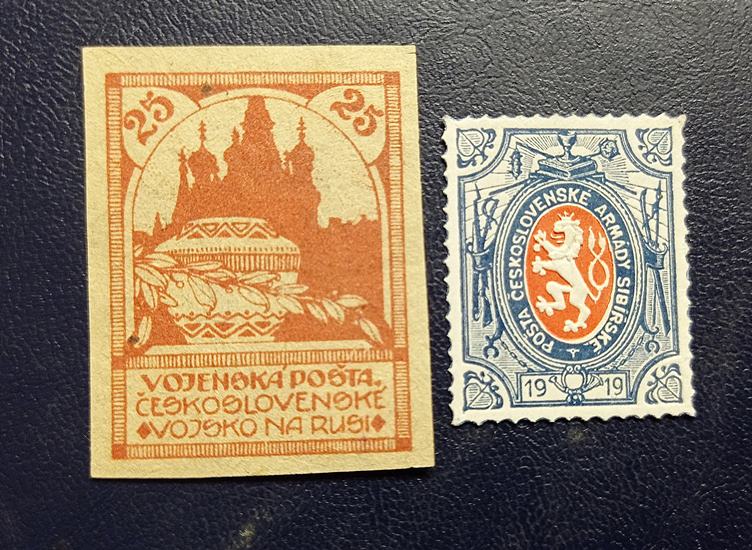 25 25
VOJENSKÁ POŠTA.
ČESKOSLOVENSKÉ
VOJSKO NA RUSI
POŠTA ČESKOSLOVENSKÉ ARMÁDY SIBIŘSKÉ
19 19